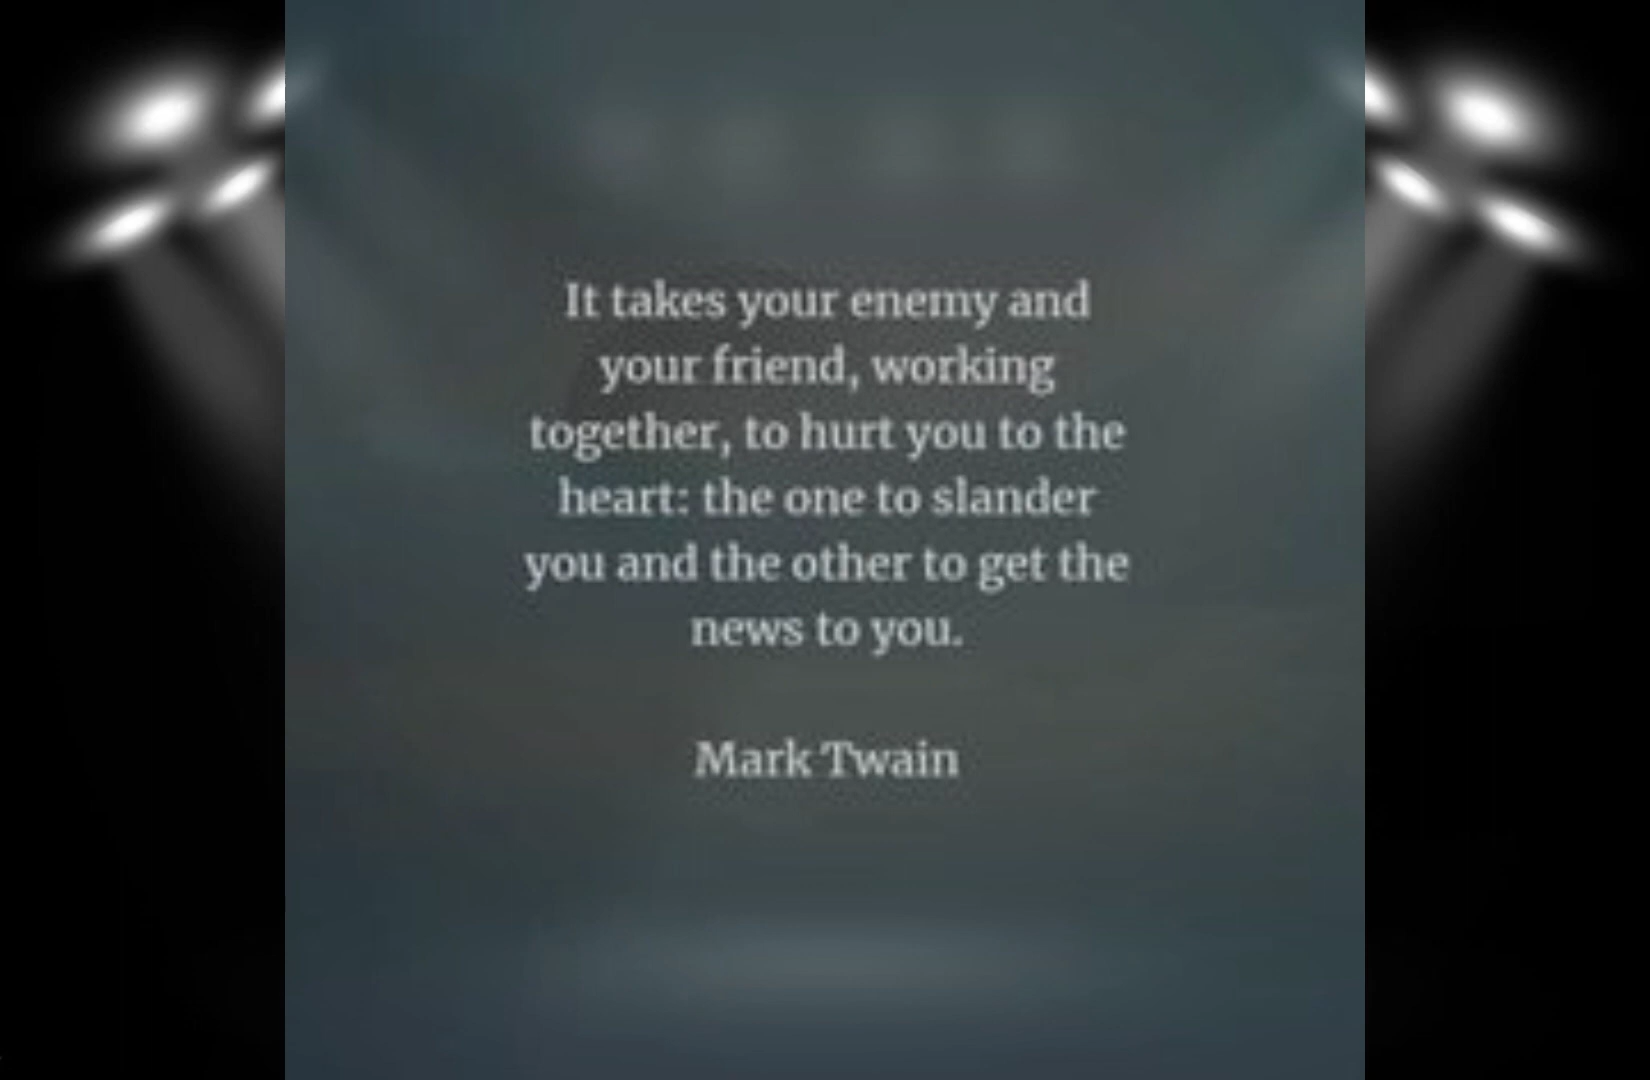 It takes your enemy and
your friend, working
together, to hurt you to the
heart: the one to slander
you and the other to get the
news to you.
Mark Twain